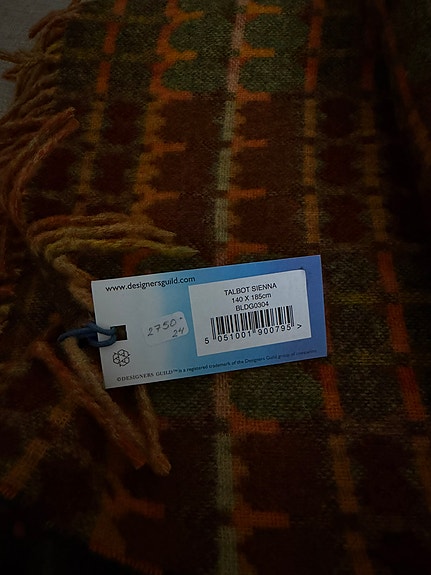 www.designersguild.com
TALBOT SIENNA
140 X 185cm
BLDG0304
5 051001 900795 >
2750
24
©DESIGNERS GUILD™ is a registered trademark of the Designers Guild group of companies